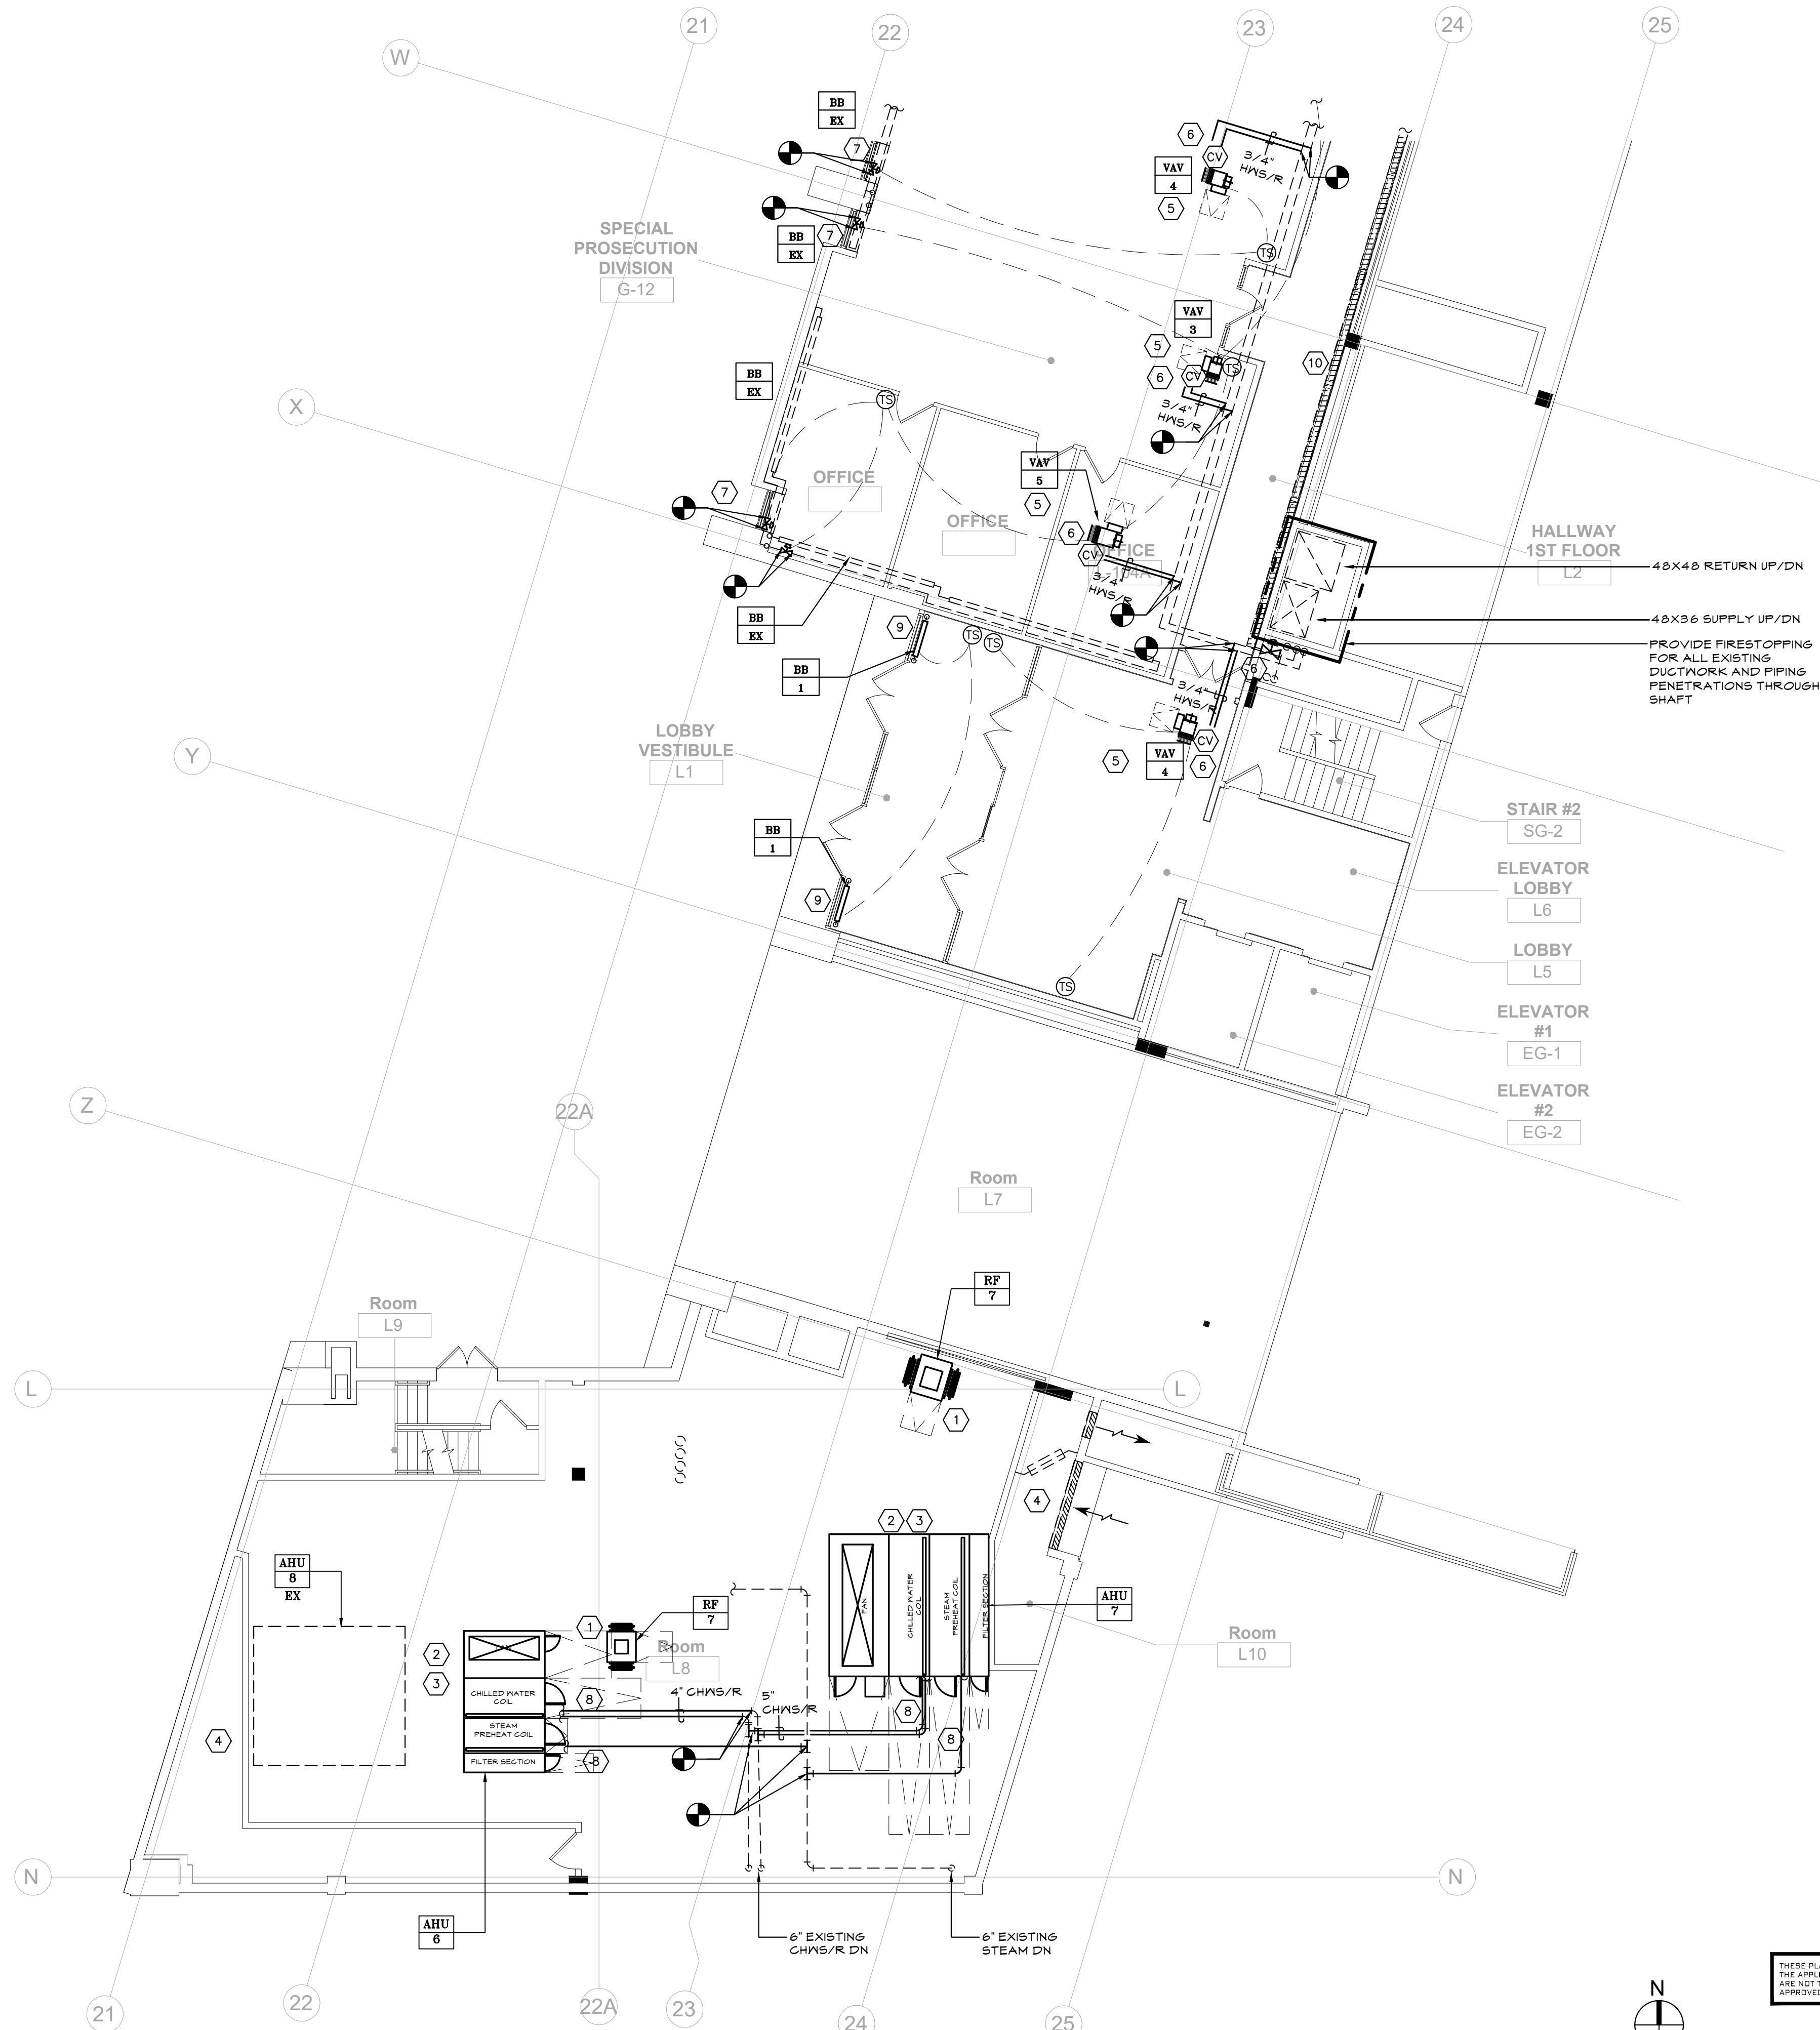 21
22
23
24
25
W
BB
EX
7
6
CV
3/4"
HWS/R
VAV
4
5
SPECIAL
PROSECUTION
DIVISION
G-12
BB
EX
7
TS
VAV
3
5
6
CV
TS
3/4"
HWS/R
10
BB
EX
X
TS
OFFICE
7
VAV
5
5
OFFICE
6
CV
OFFICE
3/4"
HWS/R
HALLWAY
1ST FLOOR
L2
48X48 RETURN UP/DN
48X36 SUPPLY UP/DN
PROVIDE FIRESTOPPING
FOR ALL EXISTING
DUCTWORK AND PIPING
PENETRATIONS THROUGH
SHAFT
BB
EX
9
TS
TS
BB
1
6
3/4"
HWS/R
LOBBY
VESTIBULE
L1
Y
5
VAV
4
CV
6
BB
1
9
STAIR #2
SG-2
ELEVATOR
LOBBY
L6
LOBBY
L5
TS
ELEVATOR
#1
EG-1
ELEVATOR
#2
EG-2
Z
22A
Room
L7
RF
7
Room
L9
L
L
1
4
2
3
FAN
CHILLED WATER
COIL
STEAM
PREHEAT COIL
FILTER SECTION
AHU
7
AHU
8
EX
1
RF
7
Room
L8
Room
L10
2
3
CHILLED WATER
COIL
STEAM
PREHEAT COIL
FILTER SECTION
8
4" CHWS/R
5"
CHWS/R
8
8
8
4
N
N
AHU
6
6" EXISTING
CHWS/R DN
6" EXISTING
STEAM DN
21
22
22A
23
24
25
N
THESE PLA
THE APPL
ARE NOT T
APPROVED